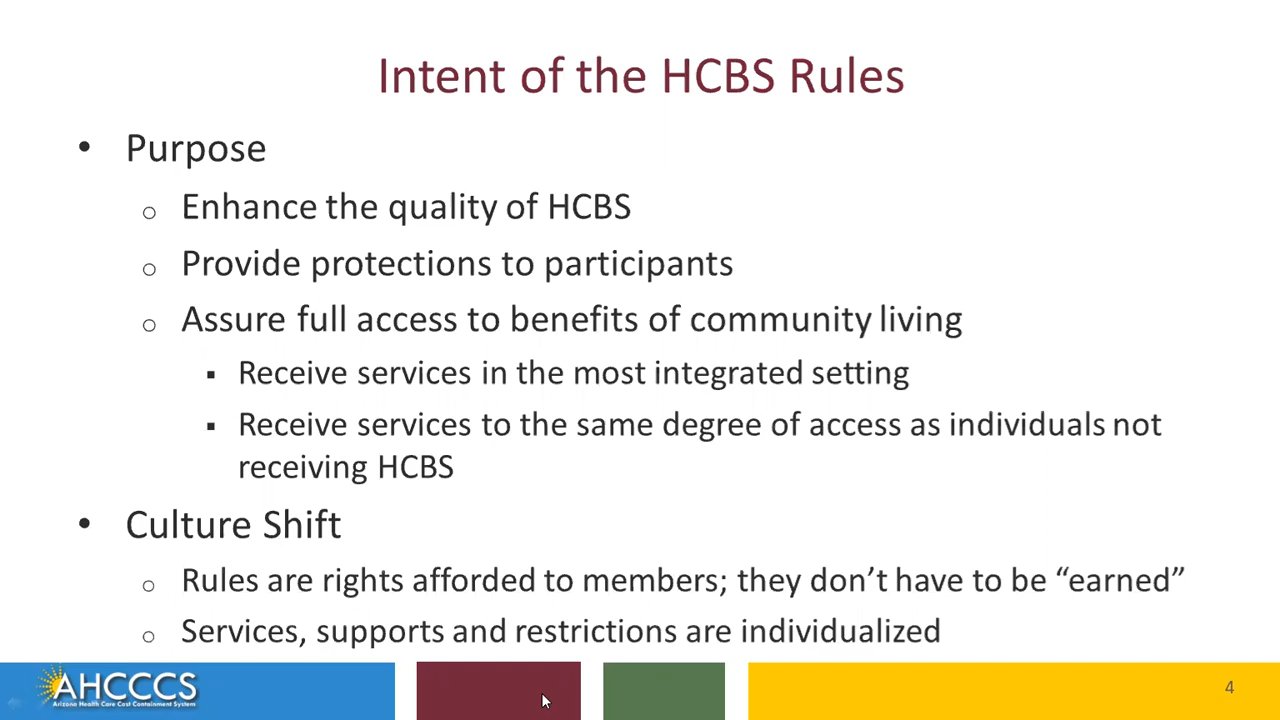 Intent of the HCBS Rules
• Purpose
o Enhance the quality of HCBS
o Provide protections to participants
o Assure full access to benefits of community living
▪ Receive services in the most integrated setting
▪ Receive services to the same degree of access as individuals not
receiving HCBS
• Culture Shift
o Rules are rights afforded to members; they don’t have to be “earned”
o Services, supports and restrictions are individualized
AHCCCS
Arizona Health Care Cost Containment System
4